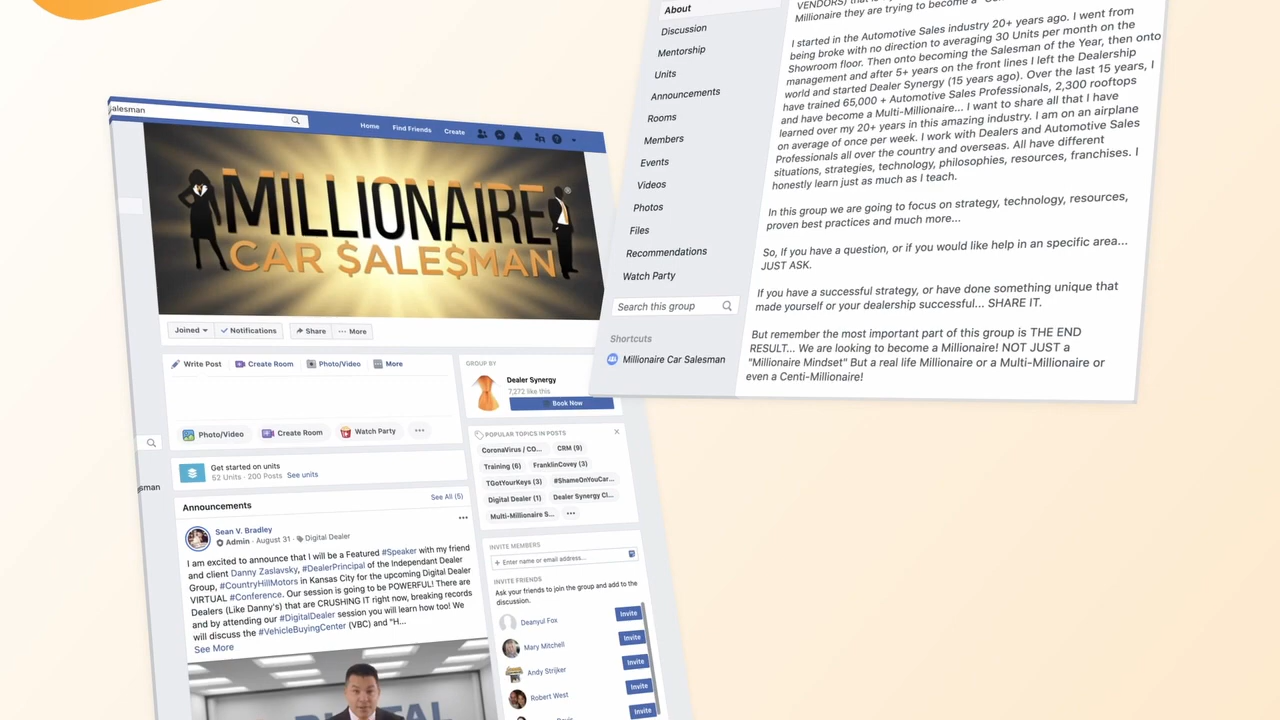 alesman
Home
Find Friends
Create
MILLIONAIRE
CAR $ALE$MAN
®
Joined
Notifications
Share
More
Write Post
Create Room
Photo/Video
More
Photo/Video
Create Room
Watch Party
Get started on units
52 Units · 200 Posts · See units
sman
Announcements
See All (5)
Sean V. Bradley
Admin · August 31 · Digital Dealer
I am excited to announce that I will be a Featured #Speaker with my friend
and client Danny Zaslavsky, #DealerPrincipal of the Independant Dealer
Group, #CountryHillMotors in Kansas City for the upcoming Digital Dealer
VIRTUAL #Conference. Our session is going to be POWERFUL! There are
Dealers (Like Danny's) that are CRUSHING IT right now, breaking records
and by attending our #DigitalDealer session you will learn how too! We
will discuss the #VehicleBuyingCenter (VBC) and "H...
See More
GROUP BY
Dealer Synergy
7,272 like this
Book Now
POPULAR TOPICS IN POSTS
CoronaVirus / CO...
CRM (9)
Training (6)
FranklinCovey (3)
TGotYourKeys (3)
#ShameOnYouCar...
Digital Dealer (1)
Dealer Synergy Cl...
Multi-Millionaire S...
INVITE MEMBERS
+ Enter name or email address...
INVITE FRIENDS
Ask your friends to join the group and add to the
discussion.
Deanyul Fox
Invite
Mary Mitchell
Invite
Andy Strijker
Invite
Robert West
Invite
Invite
About
Discussion
Mentorship
Units
Announcements
Rooms
Members
Events
Videos
Photos
Files
Recommendations
Watch Party
Search this group
Shortcuts
Millionaire Car Salesman
VENDORS) that is
Millionaire they are trying to become a
I started in the Automotive Sales industry 20+ years ago. I went from
being broke with no direction to averaging 30 Units per month on the
Showroom floor. Then onto becoming the Salesman of the Year, then onto
management and after 5+ years on the front lines I left the Dealership
world and started Dealer Synergy (15 years ago). Over the last 15 years, I
have trained 65,000 + Automotive Sales Professionals, 2,300 rooftops
and have become a Multi-Millionaire... I want to share all that I have
learned over my 20+ years in this amazing industry. I am on an airplane
on average of once per week. I work with Dealers and Automotive Sales
Professionals all over the country and overseas. All have different
situations, strategies, technology, philosophies, resources, franchises. I
honestly learn just as much as I teach.
In this group we are going to focus on strategy, technology, resources,
proven best practices and much more...
So, If you have a question, or if you would like help in an specific area...
JUST ASK.
If you have a successful strategy, or have done something unique that
made yourself or your dealership successful... SHARE IT.
But remember the most important part of this group is THE END
RESULT... We are looking to become a Millionaire! NOT JUST a
"Millionaire Mindset" But a real life Millionaire or a Multi-Millionaire or
even a Centi-Millionaire!